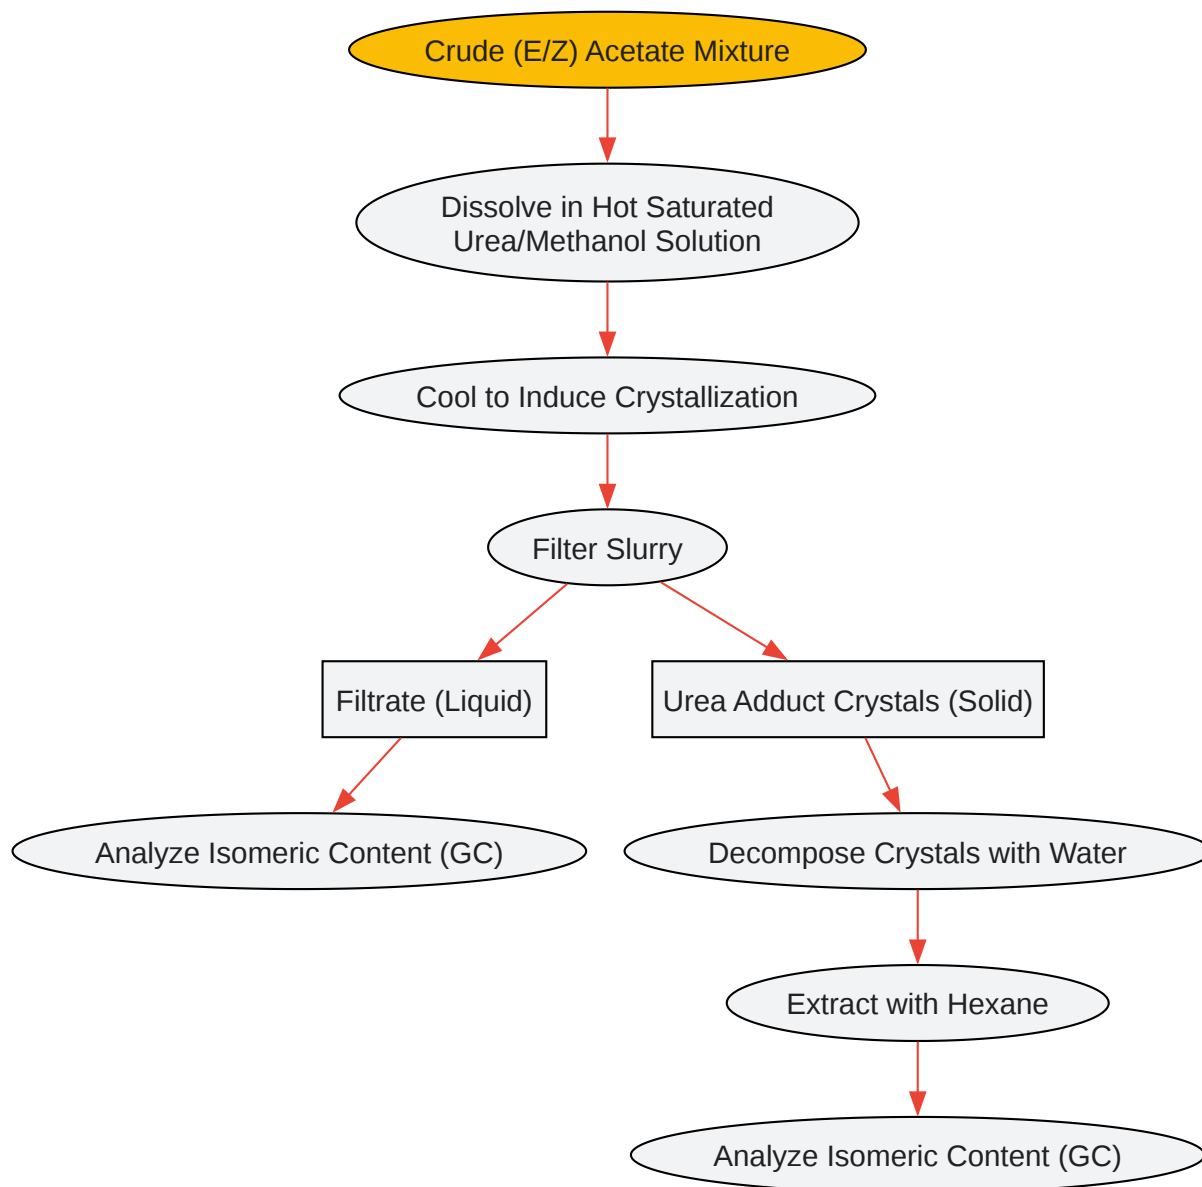 Crude (E/Z) Acetate Mixture
Dissolve in Hot Saturated
Urea/Methanol Solution
Cool to Induce Crystallization
Filter Slurry
Filtrate (Liquid)
Urea Adduct Crystals (Solid)
Analyze Isomeric Content (GC)
Decompose Crystals with Water
Extract with Hexane
Analyze Isomeric Content (GC)